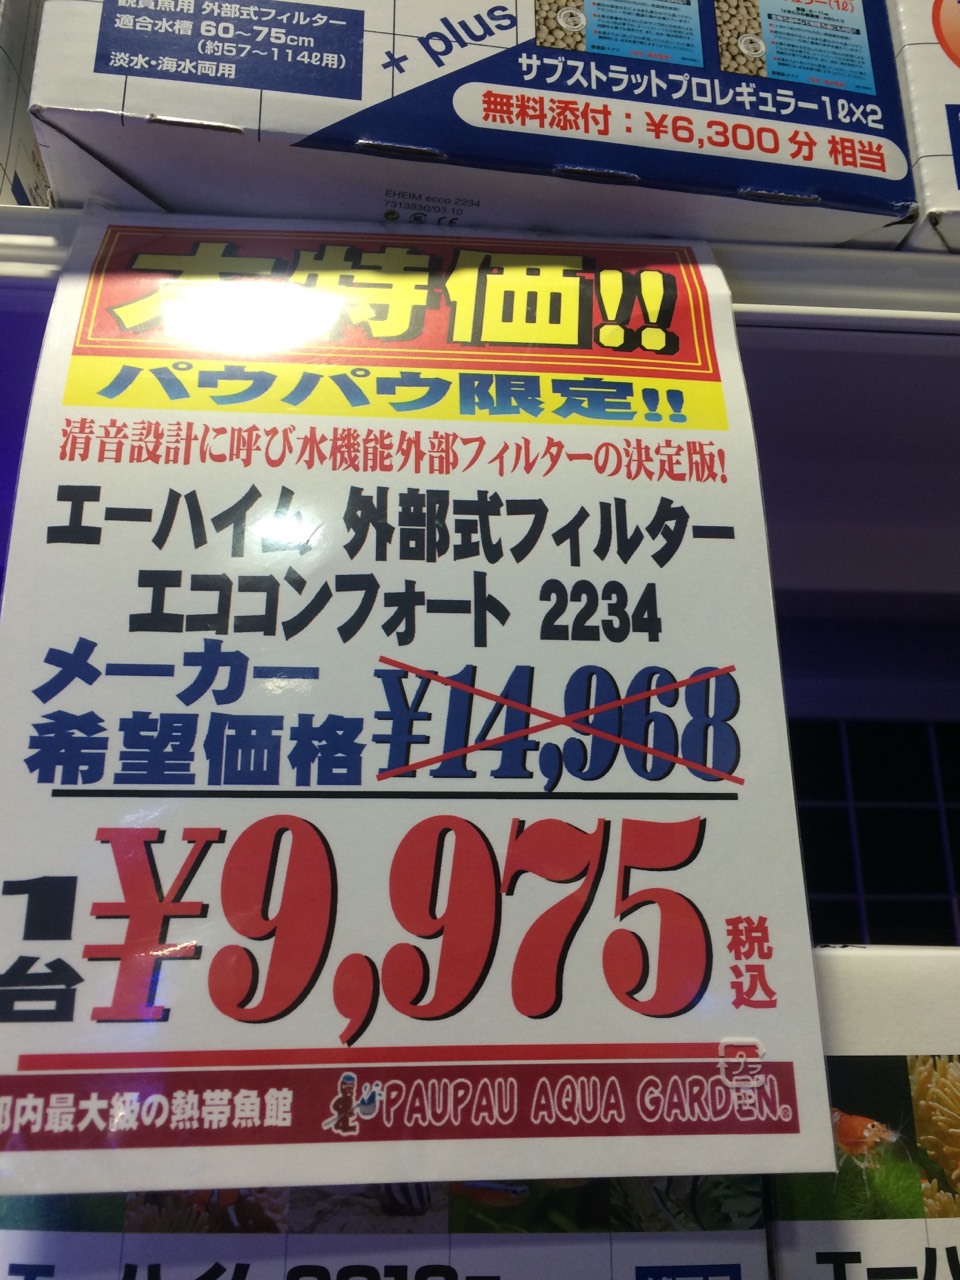 観賞魚用 外部式フィルター
適合水槽 60～75cm
(約57～114ℓ用)
淡水・海水両用
+ plus
サブストラットプロレギュラー1ℓ×2
無料添付：¥6,300分 相当
EHEIM ecco 2234
7313830/03.10
大特価!!
パウパウ限定!!
清音設計に呼び水機能外部フィルターの決定版!
エーハイム 外部式フィルター
エココンフォート 2234
メーカー
希望価格 ¥14,968
1台 ¥9,975 税込
プラ
都内最大級の熱帯魚館 PAUPAU AQUA GARDEN®